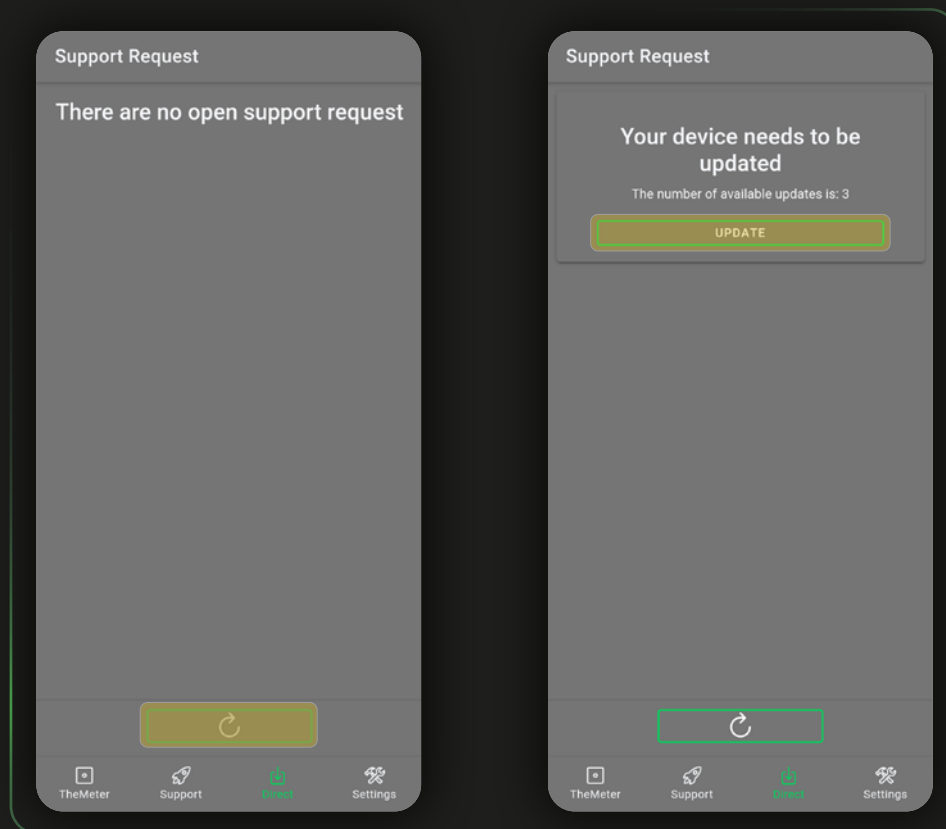 Support Request
There are no open support request
TheMeter
Support
Direct
Settings
Support Request
Your device needs to be
updated
The number of available updates is: 3
UPDATE
TheMeter
Support
Direct
Settings